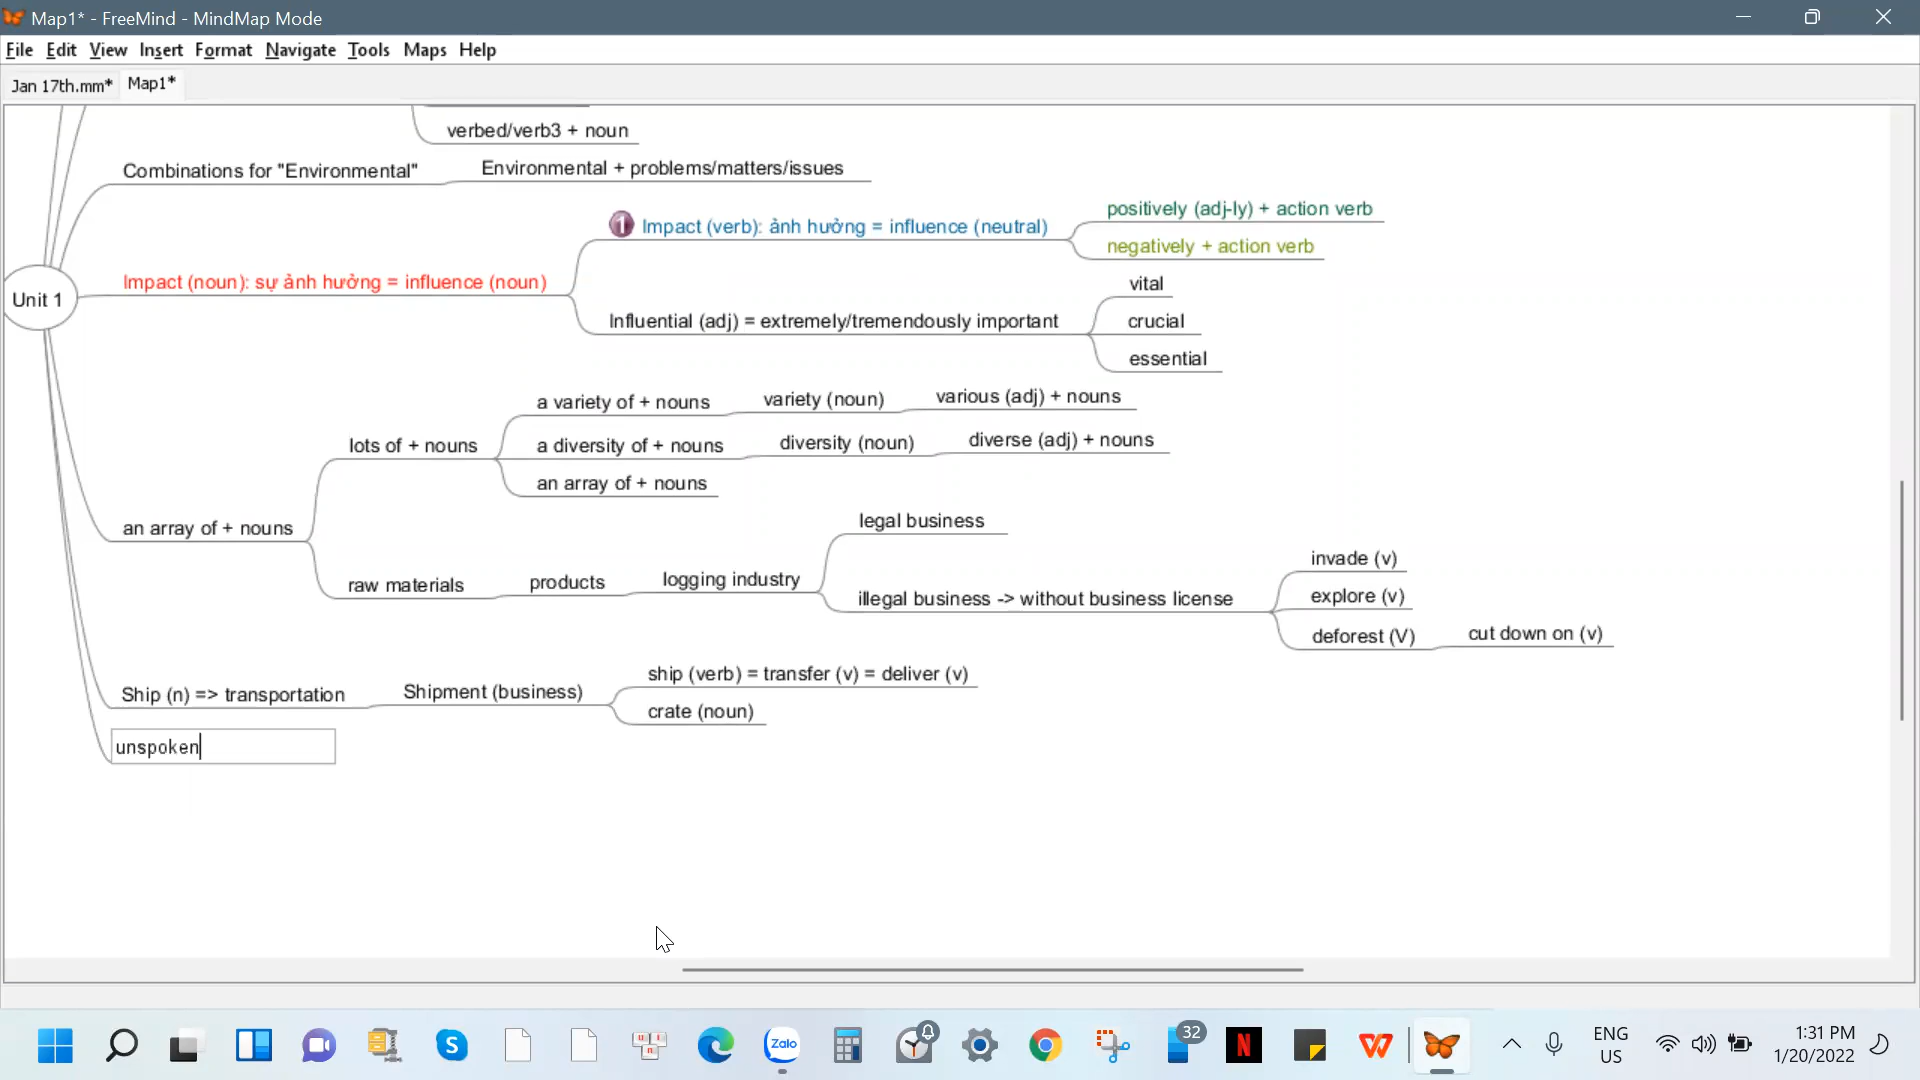 Map1* - FreeMind - MindMap Mode
File Edit View Insert Format Navigate Tools Maps Help
Jan 17th.mm* Map1*
verbed/verb3 + noun
Combinations for "Environmental" Environmental + problems/matters/issues
positively (adj-ly) + action verb
1 Impact (verb): ảnh hưởng = influence (neutral)
negatively + action verb
Impact (noun): sự ảnh hưởng = influence (noun)
Unit 1
vital
Influential (adj) = extremely/tremendously important
crucial
essential
a variety of + nouns variety (noun) various (adj) + nouns
lots of + nouns
a diversity of + nouns diversity (noun) diverse (adj) + nouns
an array of + nouns
an array of + nouns
legal business
raw materials products logging industry
illegal business -> without business license
invade (v)
explore (v)
deforest (V) cut down on (v)
Ship (n) => transportation Shipment (business)
ship (verb) = transfer (v) = deliver (v)
crate (noun)
unspoken
Zalo
32
ENG
US
1:31 PM
1/20/2022